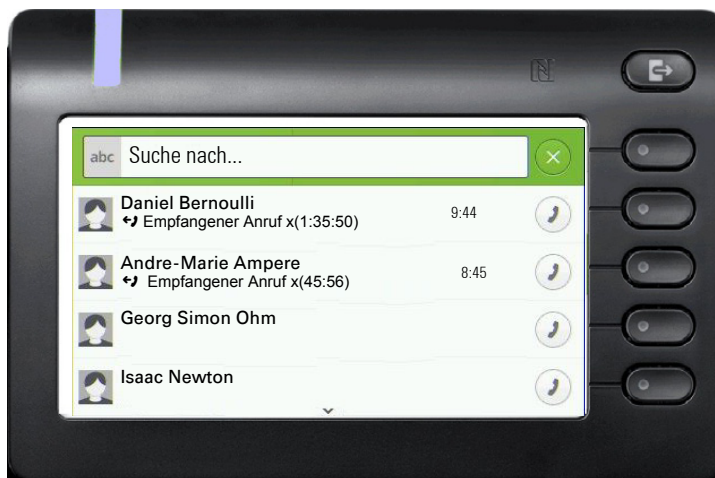 abc Suche nach...
Daniel Bernoulli 9:44
Empfangener Anruf x(1:35:50)
Andre-Marie Ampere 8:45
Empfangener Anruf x(45:56)
Georg Simon Ohm
Isaac Newton